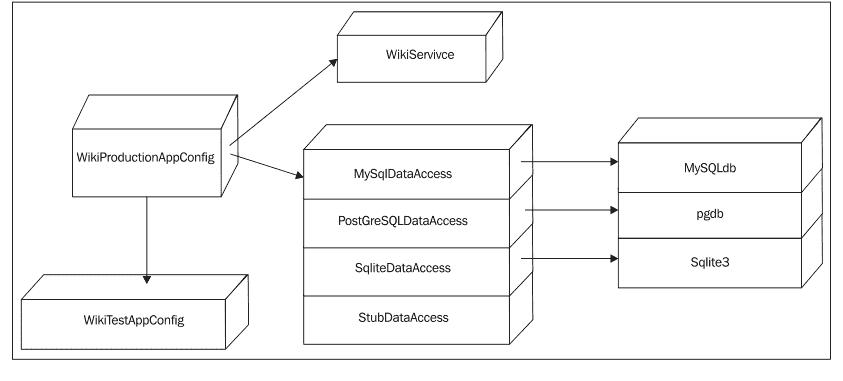 WikiServivce
WikiProductionAppConfig
MySqlDataAccess
MySQLdb
PostGreSQLDataAccess
pgdb
SqliteDataAccess
Sqlite3
StubDataAccess
WikiTestAppConfig